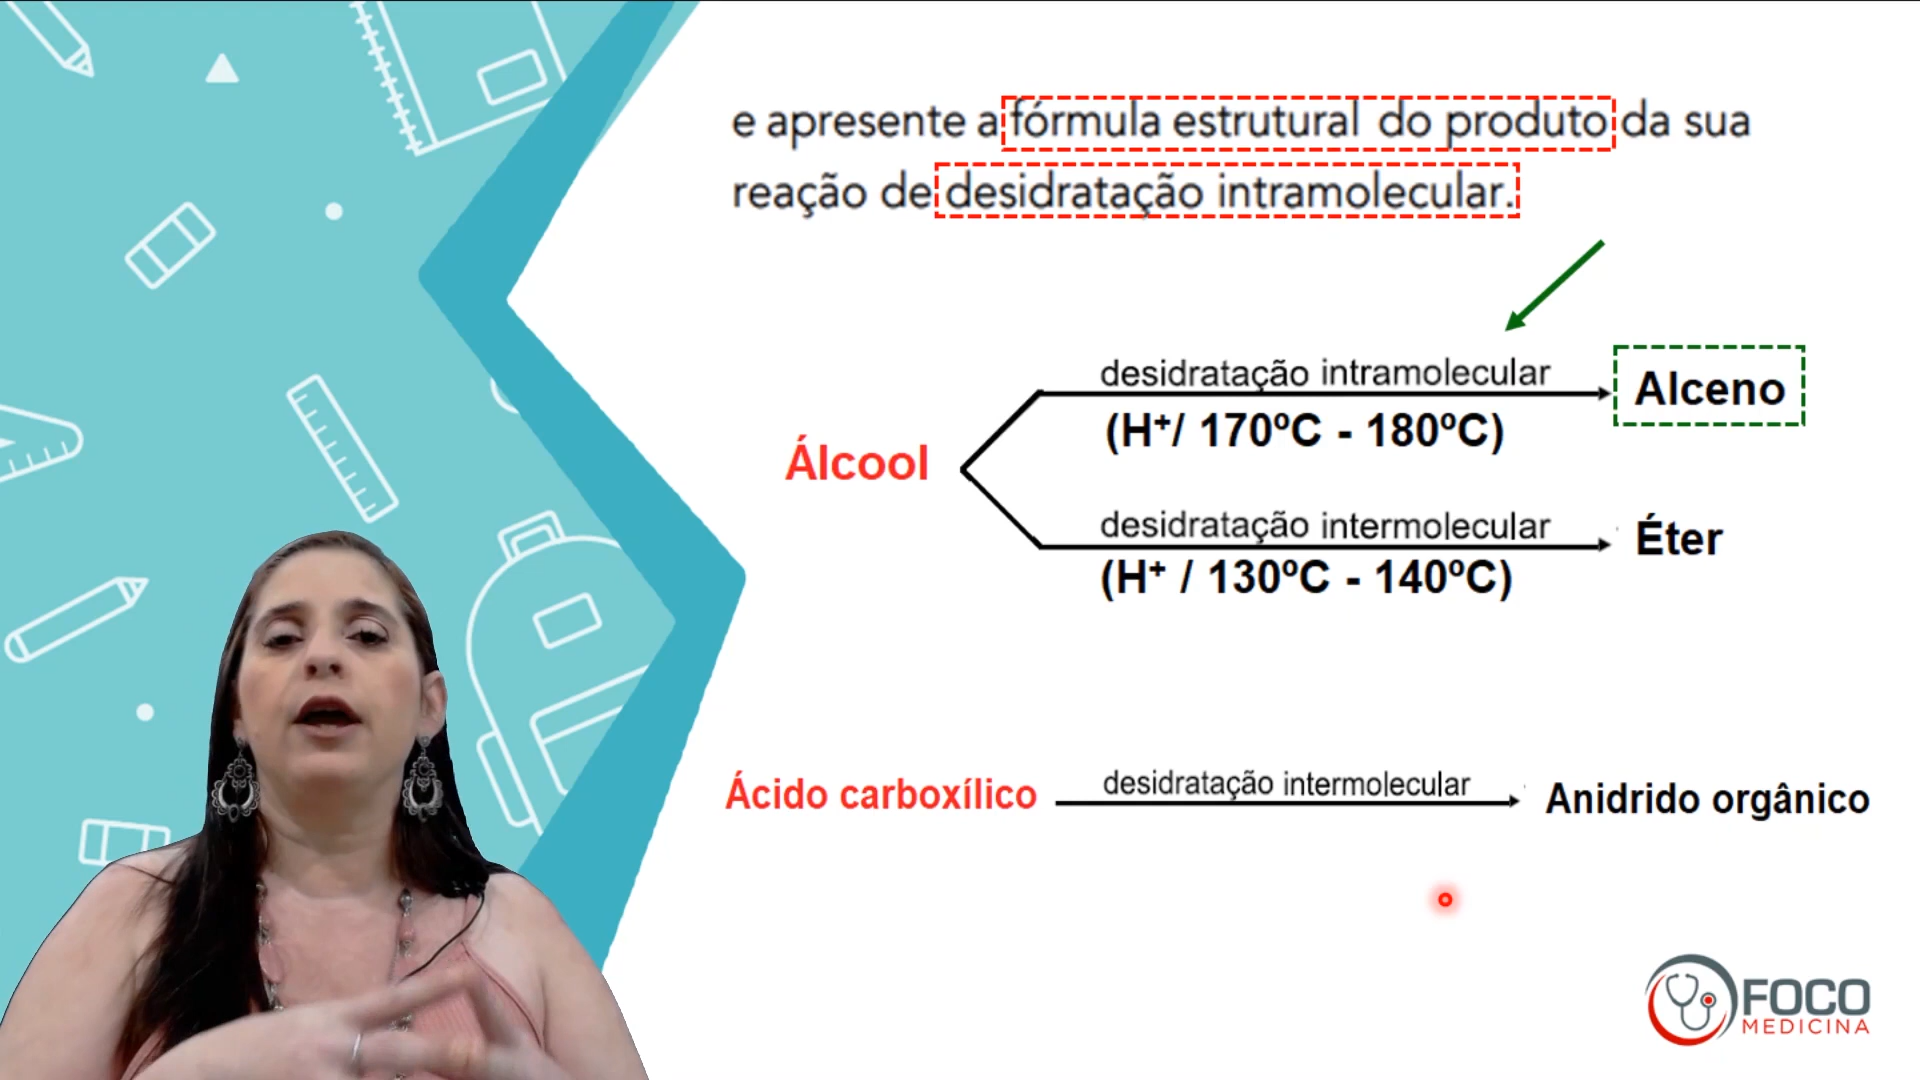 e apresente a fórmula estrutural do produto da sua
reação de desidratação intramolecular.
desidratação intramolecular
Alceno
(H⁺/ 170ºC - 180ºC)
Álcool
desidratação intermolecular
Éter
(H⁺ / 130ºC - 140ºC)
Ácido carboxílico
desidratação intermolecular
Anidrido orgânico
FOCO
MEDICINA